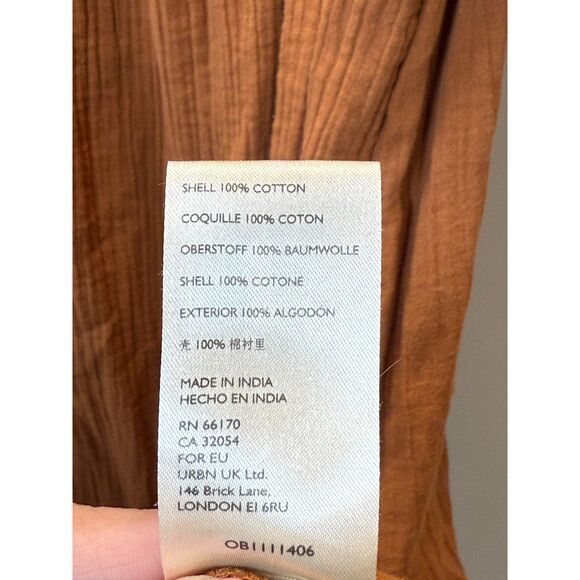 SHELL 100% COTTON
COQUILLE 100% COTON
OBERSTOFF 100% BAUMWOLLE
SHELL 100% COTONE
EXTERIOR 100% ALGODÓN
壳 100% 棉衬里
MADE IN INDIA
HECHO EN INDIA
RN 66170
CA 32054
FOR EU
URBN UK Ltd.
146 Brick Lane,
LONDON E1 6RU
OB1111406